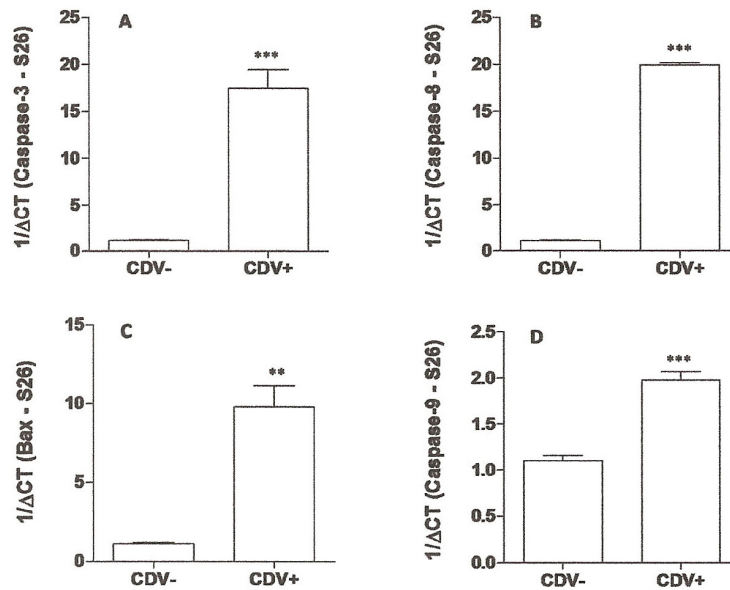 A
***
1/ΔCT (Caspase-3 - S26)
25
20
15
10
5
0
CDV-
CDV+
B
***
1/ΔCT (Caspase-8 - S26)
25
20
15
10
5
0
CDV-
CDV+
C
**
1/ΔCT (Bax - S26)
15
10
5
0
CDV-
CDV+
D
***
1/ΔCT (Caspase-9 - S26)
2.5
2.0
1.5
1.0
0.5
0.0
CDV-
CDV+